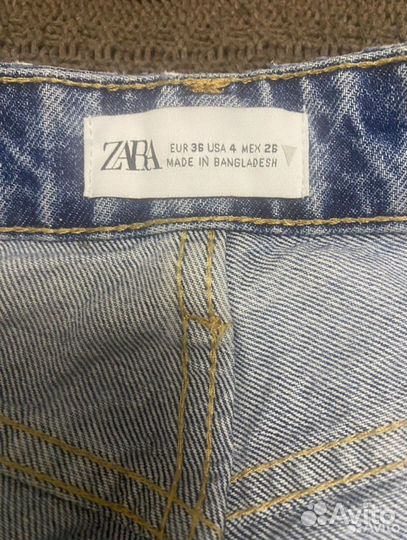 ZARA
EUR 36 USA 4 MEX 26
MADE IN BANGLADESH
Avito